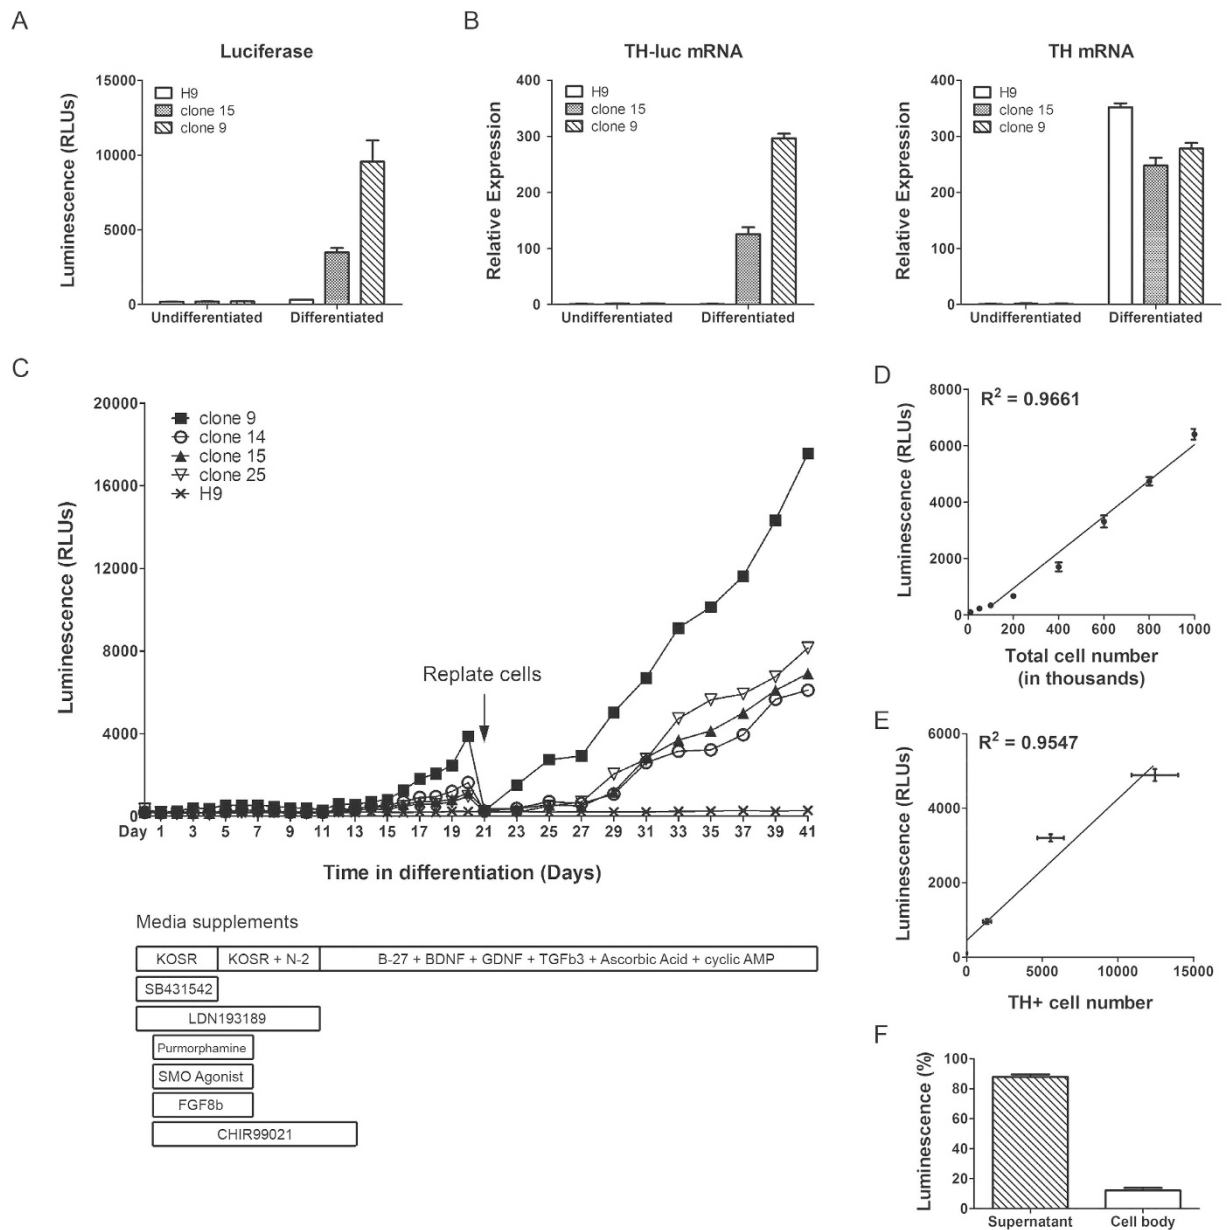 A
Luciferase
Luminescence (RLUs)
15000
10000
5000
0
H9
clone 15
clone 9
Undifferentiated Differentiated
B
TH-luc mRNA
Relative Expression
400
300
200
100
0
H9
clone 15
clone 9
Undifferentiated Differentiated
TH mRNA
Relative Expression
400
300
200
100
0
H9
clone 15
clone 9
Undifferentiated Differentiated
C
Luminescence (RLUs)
20000
16000
12000
8000
4000
0
clone 9
clone 14
clone 15
clone 25
H9
Replate cells
Day 1 3 5 7 9 11 13 15 17 19 21 23 25 27 29 31 33 35 37 39 41
Time in differentiation (Days)
Media supplements
KOSR KOSR + N-2 B-27 + BDNF + GDNF + TGFb3 + Ascorbic Acid + cyclic AMP
SB431542
LDN193189
Purmorphamine
SMO Agonist
FGF8b
CHIR99021
D
R² = 0.9661
Luminescence (RLUs)
8000
6000
4000
2000
0
0 200 400 600 800 1000
Total cell number
(in thousands)
E
R² = 0.9547
Luminescence (RLUs)
6000
4000
2000
0
0 5000 10000 15000
TH+ cell number
F
Luminescence (%)
100
80
60
40
20
0
Supernatant Cell body